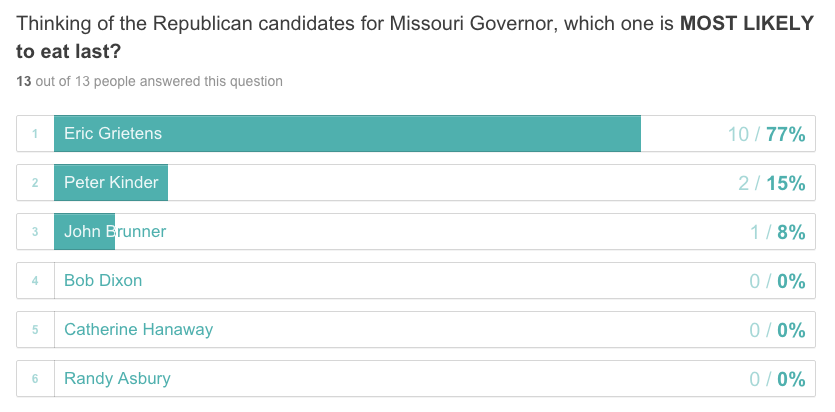 Thinking of the Republican candidates for Missouri Governor, which one is MOST LIKELY
to eat last?
13 out of 13 people answered this question
1 Eric Grietens 10 / 77%
2 Peter Kinder 2 / 15%
3 John Brunner 1 / 8%
4 Bob Dixon 0 / 0%
5 Catherine Hanaway 0 / 0%
6 Randy Asbury 0 / 0%